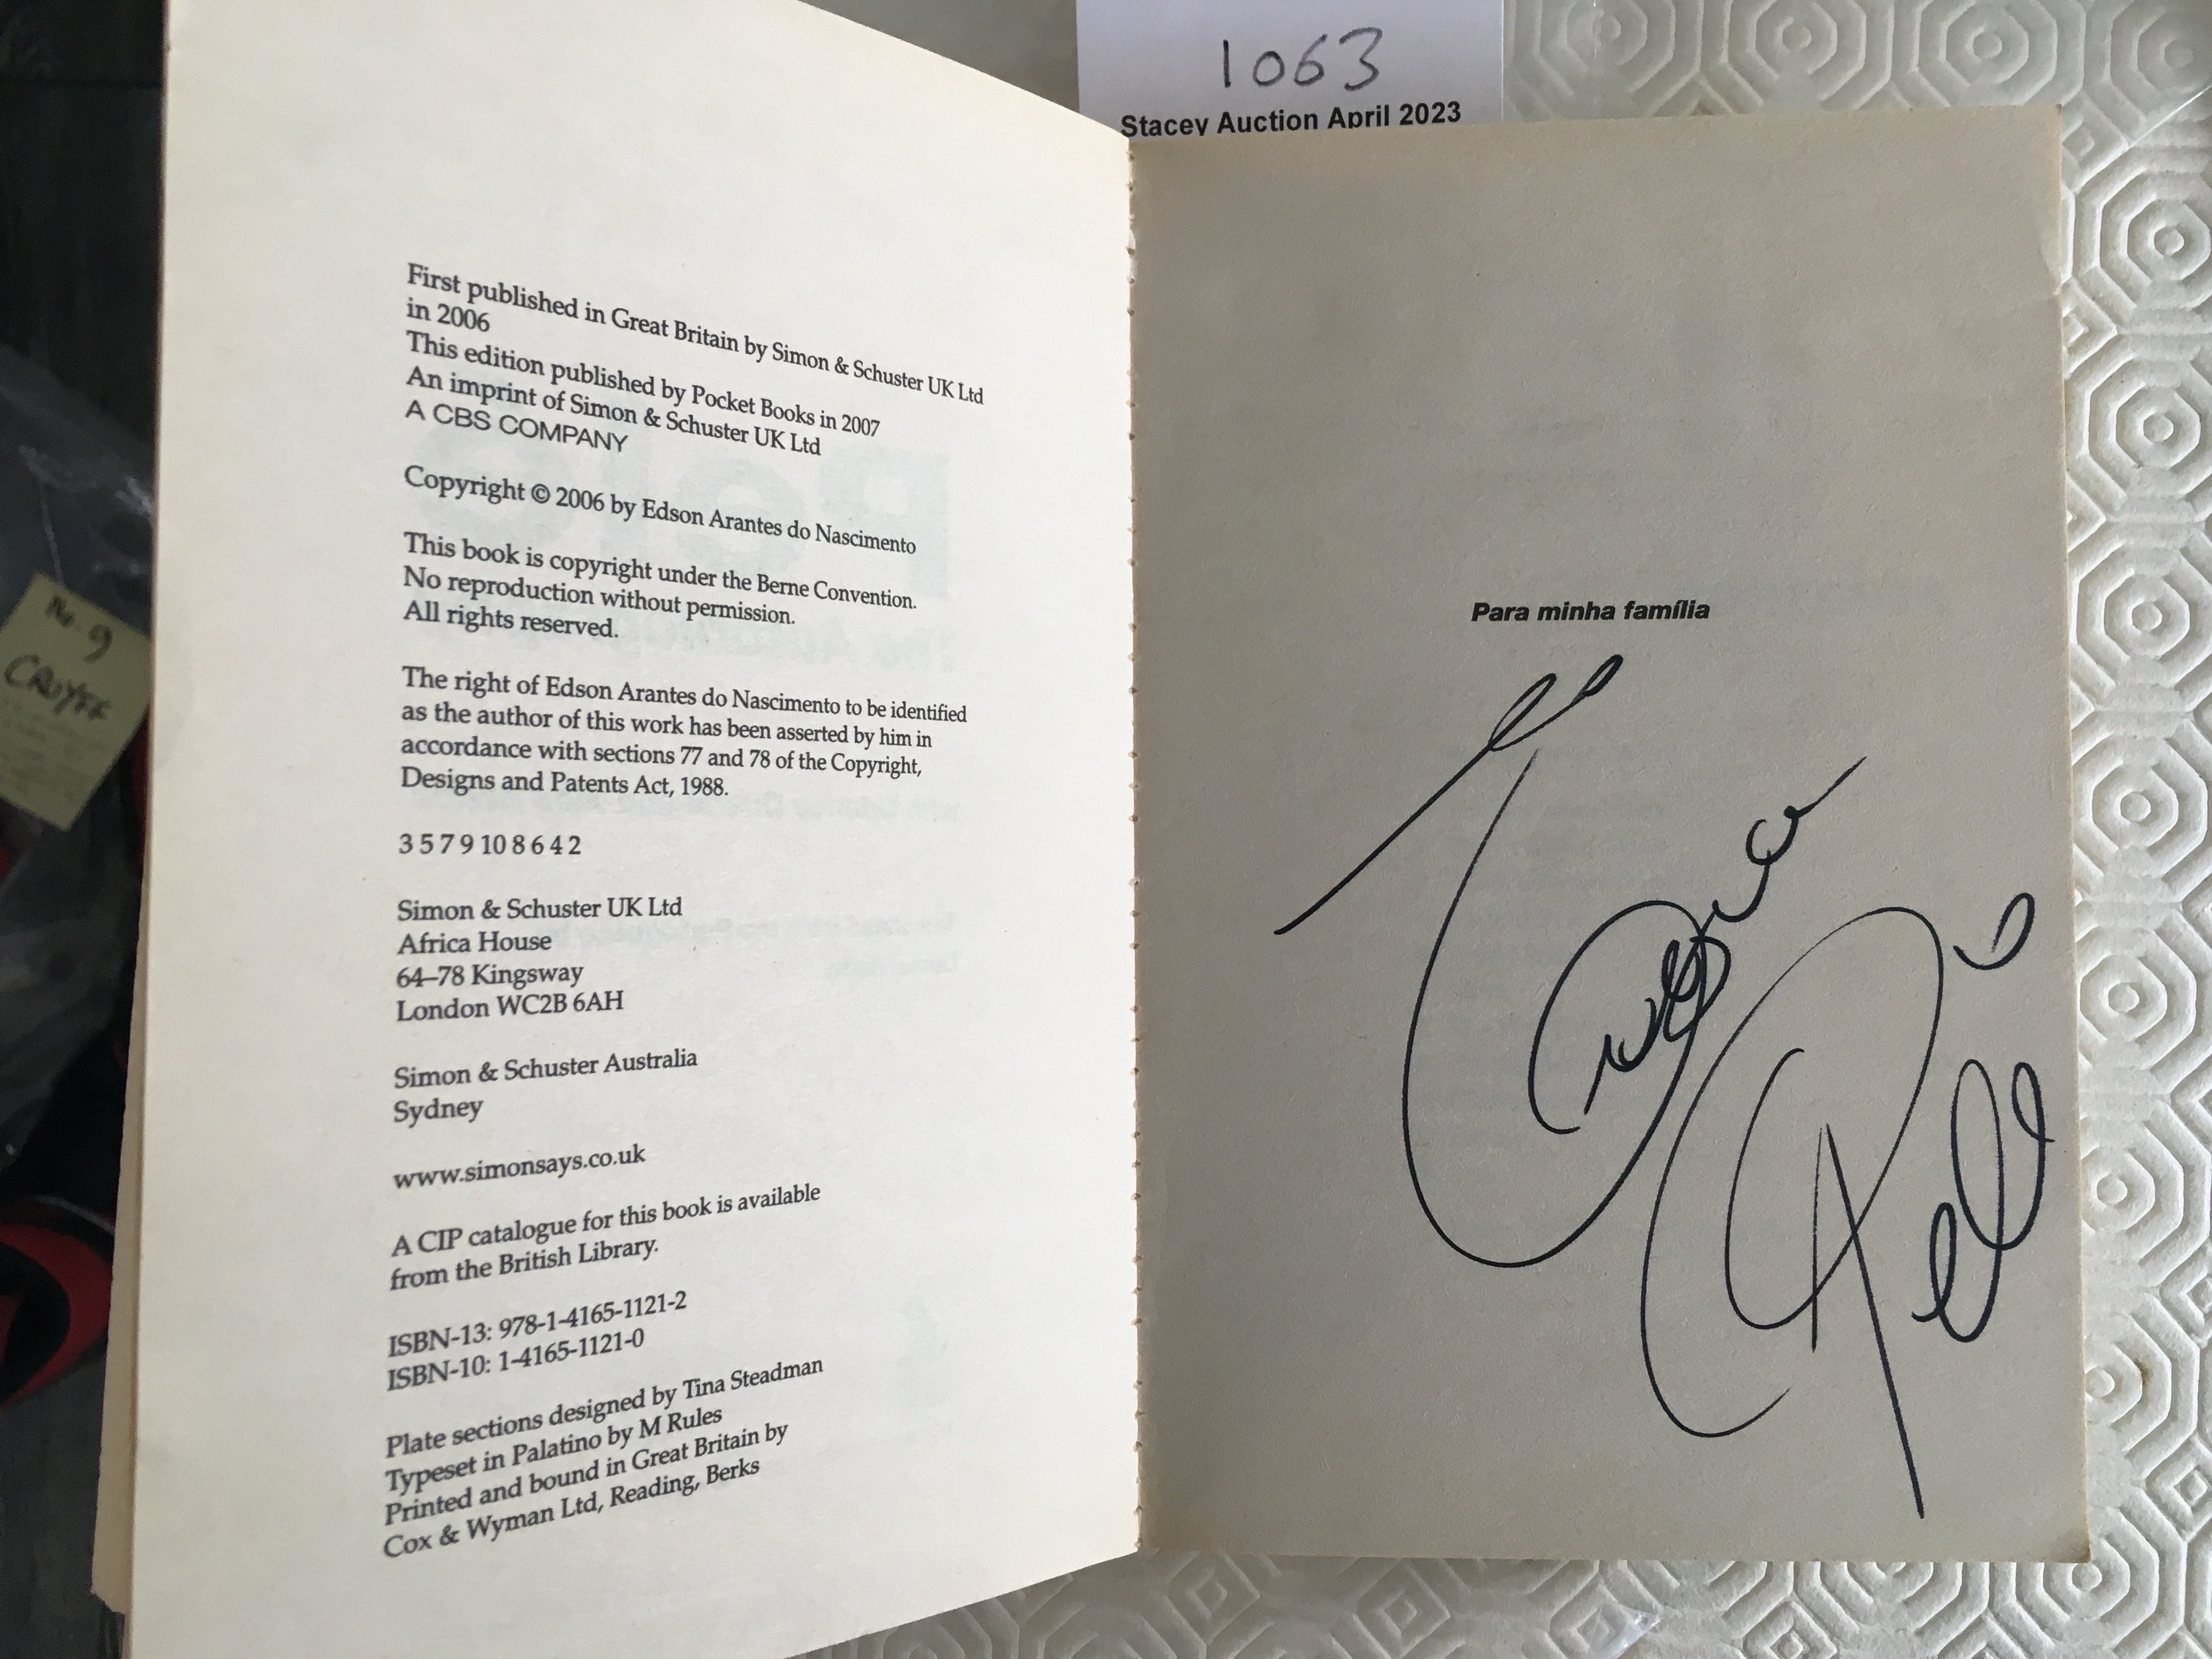 1063
Stacey Auction April 2023
First published in Great Britain by Simon & Schuster UK Ltd
in 2006
This edition published by Pocket Books in 2007
An imprint of Simon & Schuster UK Ltd
A CBS COMPANY
Copyright © 2006 by Edson Arantes do Nascimento
This book is copyright under the Berne Convention.
No reproduction without permission.
All rights reserved.
The right of Edson Arantes do Nascimento to be identified
as the author of this work has been asserted by him in
accordance with sections 77 and 78 of the Copyright,
Designs and Patents Act, 1988.
3 5 7 9 10 8 6 4 2
Simon & Schuster UK Ltd
Africa House
64–78 Kingsway
London WC2B 6AH
Simon & Schuster Australia
Sydney
www.simonsays.co.uk
A CIP catalogue for this book is available
from the British Library.
ISBN-13: 978-1-4165-1121-2
ISBN-10: 1-4165-1121-0
Plate sections designed by Tina Steadman
Typeset in Palatino by M Rules
Printed and bound in Great Britain by
Cox & Wyman Ltd, Reading, Berks
Para minha família
Pelé
No. 9
CRUYFF